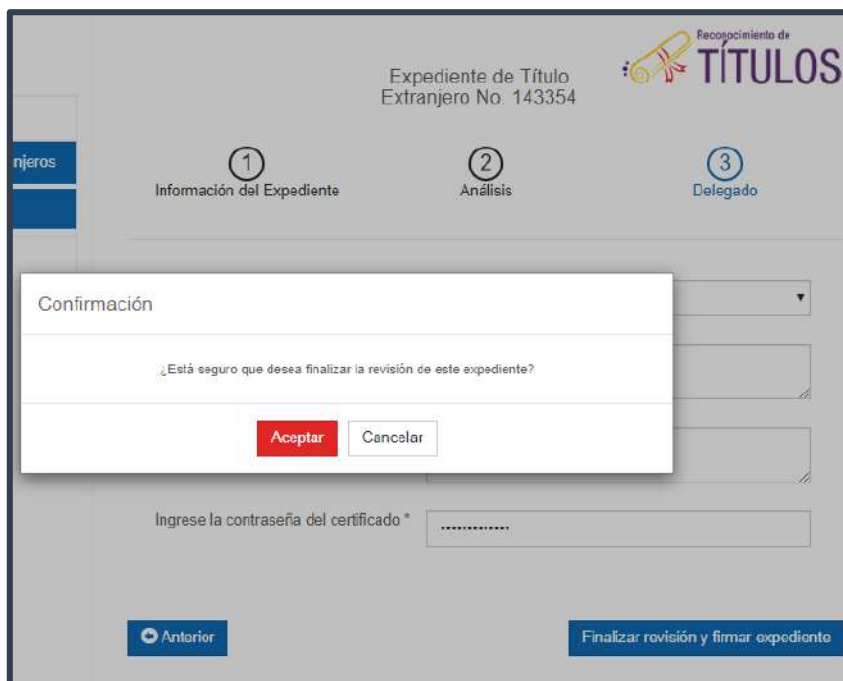 Reconocimiento de
TÍTULOS
Expediente de Título
Extranjero No. 143354
njeros
1
2
3
Información del Expediente
Análisis
Delegado
Confirmación
¿Está seguro que desea finalizar la revisión de este expediente?
Aceptar
Cancelar
Ingrese la contraseña del certificado *
Anterior
Finalizar revisión y firmar expediente